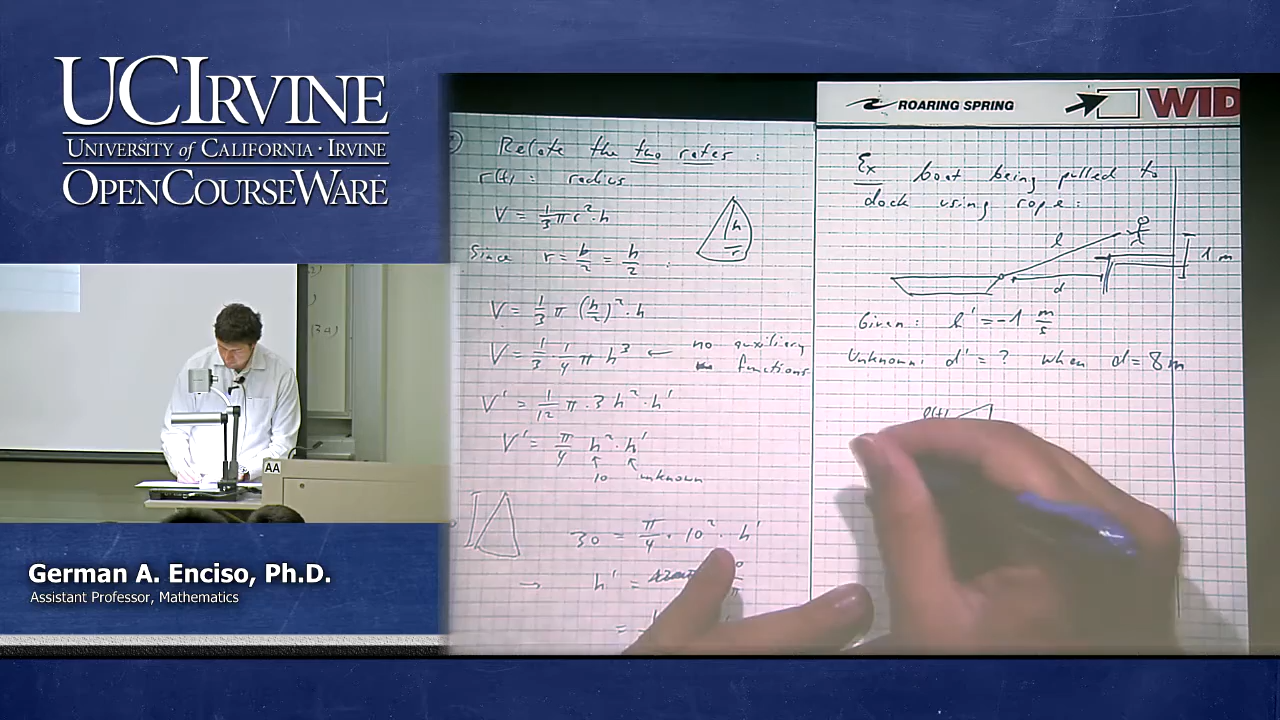 UCIRVINE
UNIVERSITY of CALIFORNIA · IRVINE
OPENCOURSEWARE
AA
German A. Enciso, Ph.D.
Assistant Professor, Mathematics
Relate the two rates :
r(t) : radius
V = 1/3 π r² · h
h
r
Since r = b/2 = h/2 .
V = 1/3 π (h/2)² · h
V = 1/3 · 1/4 π h³ ← no auxiliary
functions
V' = 1/12 π · 3 h² · h'
V' = π/4 h² · h'
10 unknown
30 = π/4 · 10² · h'
→ h' =
=
ROARING SPRING
WID
Ex boat being pulled to
dock using rope:
l
1 m
d
Given: l' = -1 m/s
Unknown: d' = ? when d = 8 m
l(t)